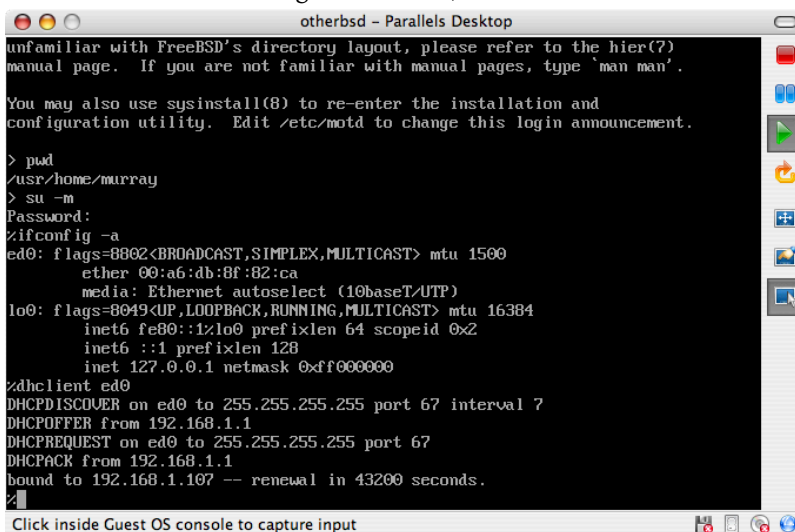 otherbsd – Parallels Desktop
unfamiliar with FreeBSD's directory layout, please refer to the hier(7)
manual page.  If you are not familiar with manual pages, type `man man'.
You may also use sysinstall(8) to re-enter the installation and
configuration utility.  Edit /etc/motd to change this login announcement.
> pwd
/usr/home/murray
> su -m
Password:
%ifconfig -a
ed0: flags=8802<BROADCAST,SIMPLEX,MULTICAST> mtu 1500
        ether 00:a6:db:8f:82:ca
        media: Ethernet autoselect (10baseT/UTP)
lo0: flags=8049<UP,LOOPBACK,RUNNING,MULTICAST> mtu 16384
        inet6 fe80::1%lo0 prefixlen 64 scopeid 0x2
        inet6 ::1 prefixlen 128
        inet 127.0.0.1 netmask 0xff000000
%dhclient ed0
DHCPDISCOVER on ed0 to 255.255.255.255 port 67 interval 7
DHCPOFFER from 192.168.1.1
DHCPREQUEST on ed0 to 255.255.255.255 port 67
DHCPACK from 192.168.1.1
bound to 192.168.1.107 -- renewal in 43200 seconds.
%
Click inside Guest OS console to capture input